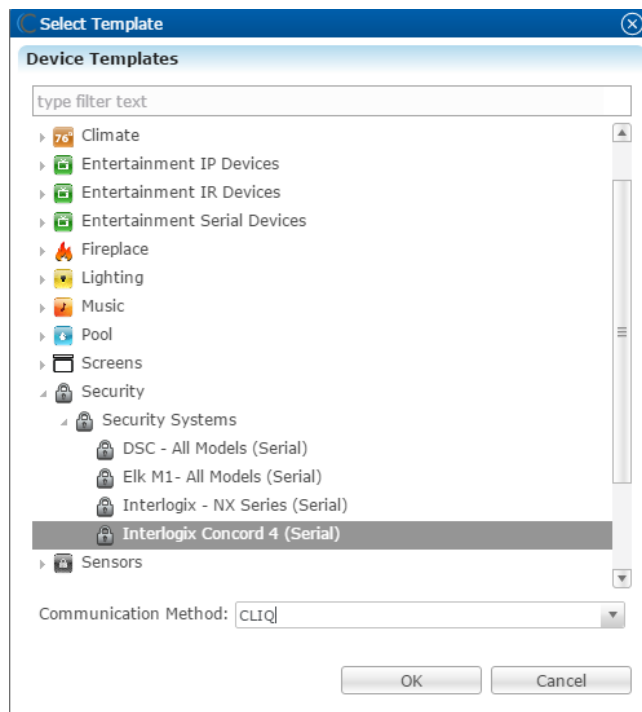 Select Template
Device Templates
type filter text
76° Climate
Entertainment IP Devices
Entertainment IR Devices
Entertainment Serial Devices
Fireplace
Lighting
Music
Pool
Screens
Security
Security Systems
DSC - All Models (Serial)
Elk M1- All Models (Serial)
Interlogix - NX Series (Serial)
Interlogix Concord 4 (Serial)
Sensors
Communication Method: CLIQ
OK Cancel